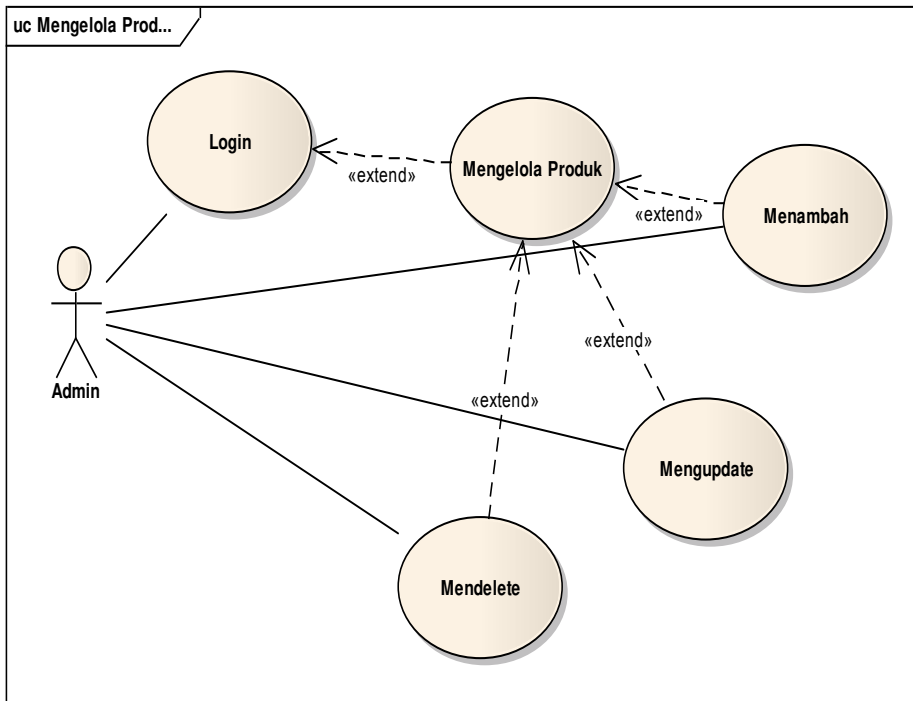 uc Mengelola Prod...
Login
Mengelola Produk
Menambah
«extend»
«extend»
«extend»
Admin
«extend»
Mengupdate
Mendelete